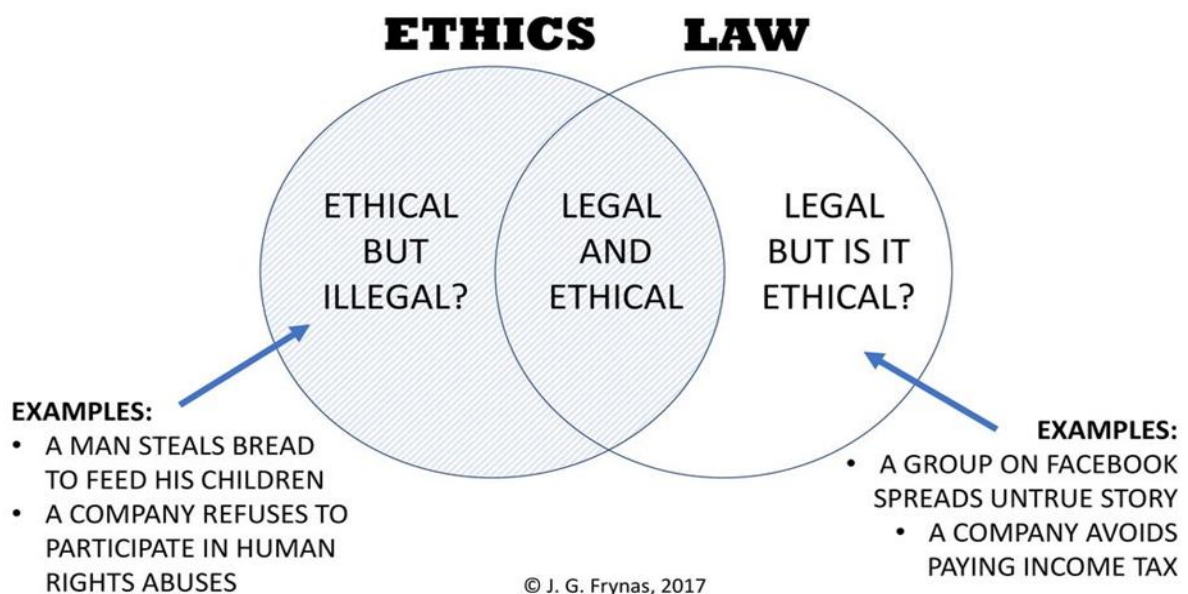 ETHICS
LAW
ETHICAL
BUT
ILLEGAL?
LEGAL
AND
ETHICAL
LEGAL
BUT IS IT
ETHICAL?
EXAMPLES:
• A MAN STEALS BREAD
TO FEED HIS CHILDREN
• A COMPANY REFUSES TO
PARTICIPATE IN HUMAN
RIGHTS ABUSES
EXAMPLES:
• A GROUP ON FACEBOOK
SPREADS UNTRUE STORY
• A COMPANY AVOIDS
PAYING INCOME TAX
© J. G. Frynas, 2017